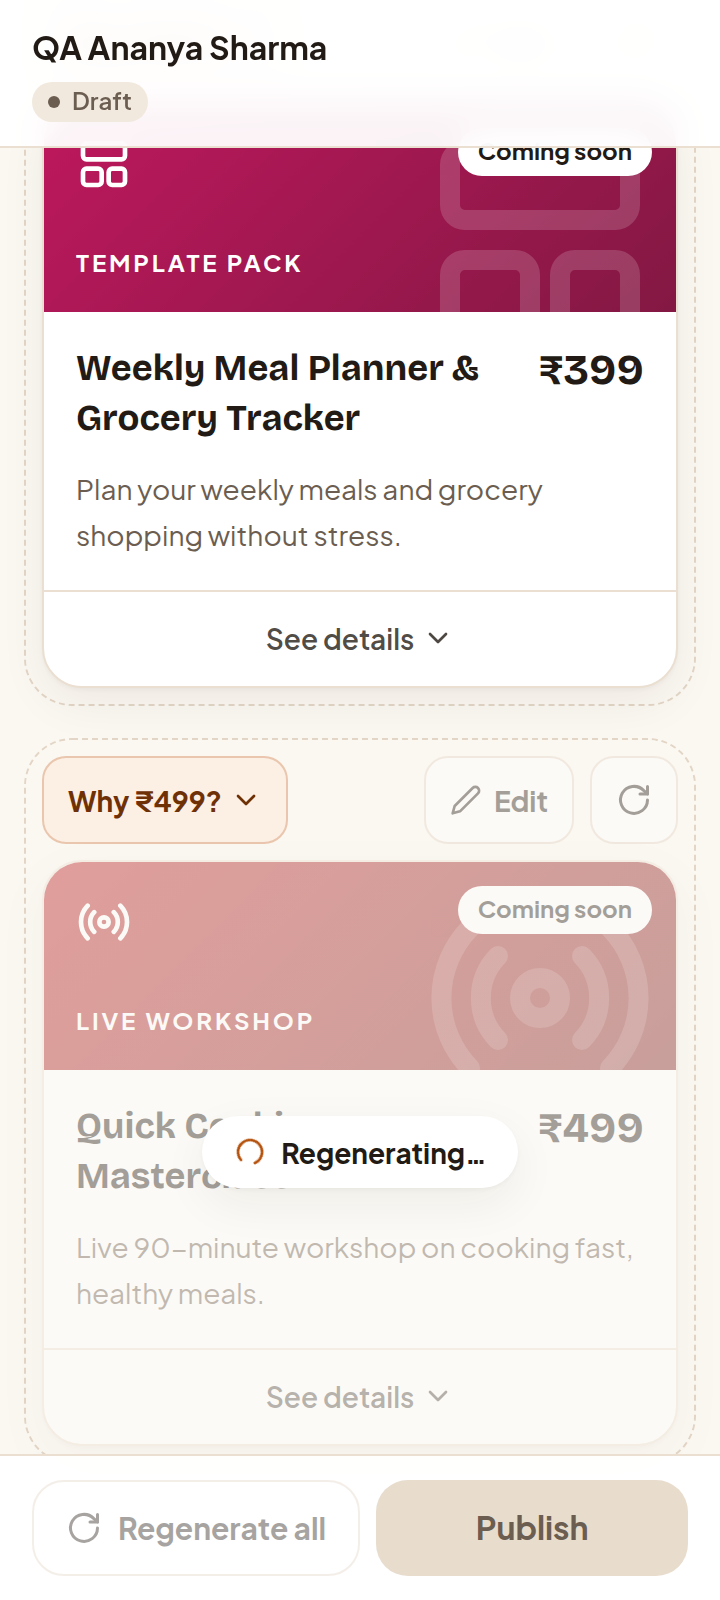 QA Ananya Sharma
Draft
Coming soon
TEMPLATE PACK
Weekly Meal Planner & ₹399
Grocery Tracker
Plan your weekly meals and grocery
shopping without stress.
See details
Why ₹499? Edit
Coming soon
LIVE WORKSHOP
Quick ₹499
Regenerating...
Live 90-minute workshop on cooking fast,
healthy meals.
See details
Regenerate all Publish